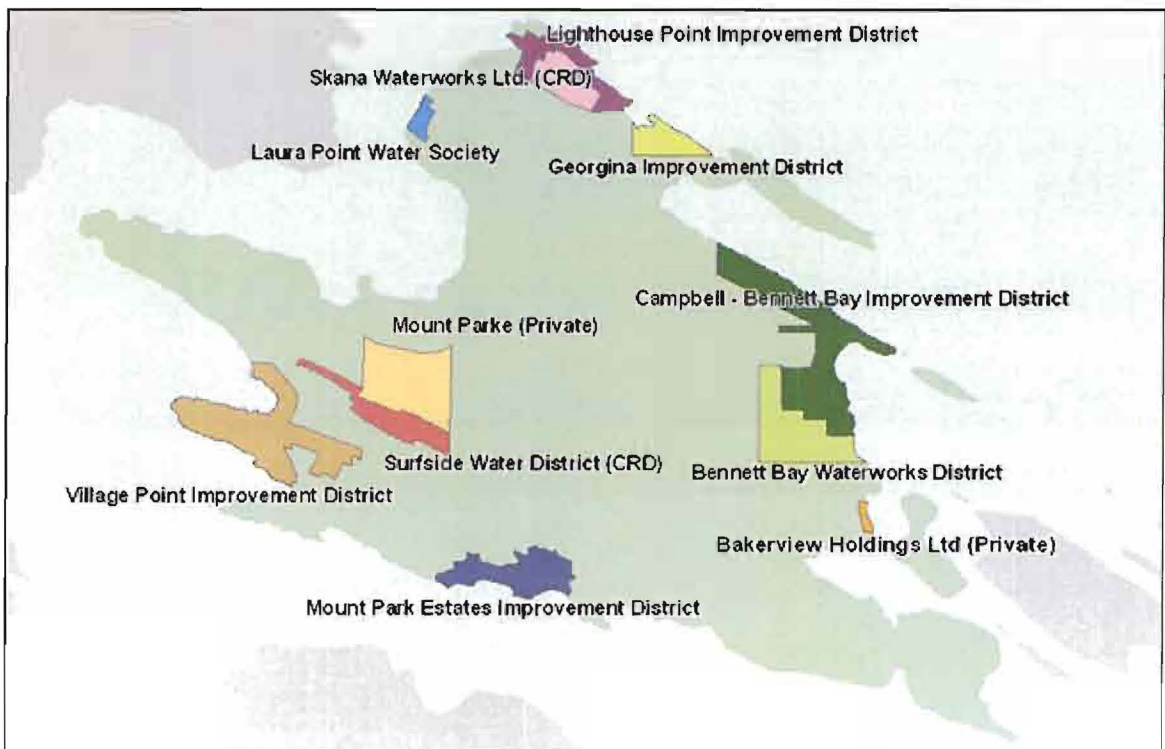 Lighthouse Point Improvement District
Skana Waterworks Ltd. (CRD)
Laura Point Water Society
Georgina Improvement District
Campbell - Bennett Bay Improvement District
Mount Parke (Private)
Surfside Water District (CRD)
Bennett Bay Waterworks District
Village Point Improvement District
Bakerview Holdings Ltd (Private)
Mount Park Estates Improvement District